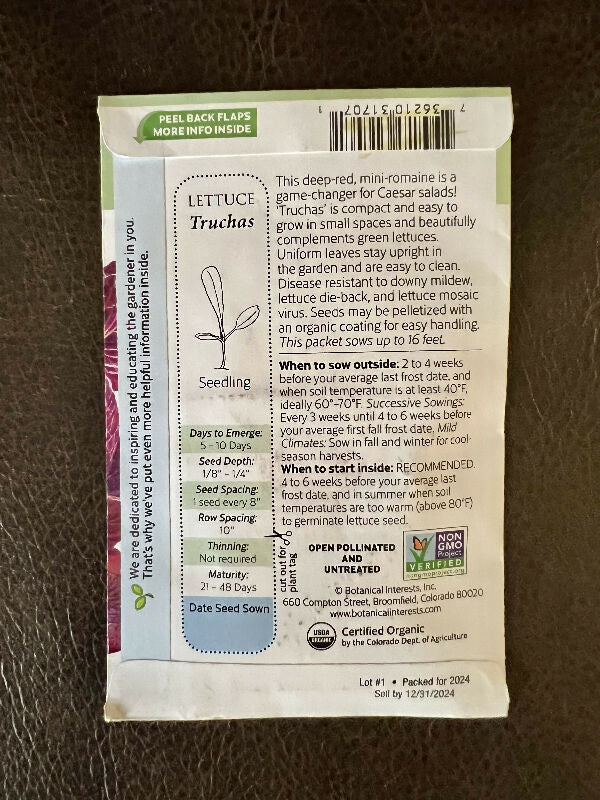 PEEL BACK FLAPS
MORE INFO INSIDE
7 36210 31707 1
We are dedicated to inspiring and educating the gardener in you.
That's why we've put even more helpful information inside.
LETTUCE
Truchas
Seedling
Days to Emerge:
5 – 10 Days
Seed Depth:
1/8" – 1/4"
Seed Spacing:
1 seed every 8"
Row Spacing:
10"
Thinning:
Not required
Maturity:
21 – 48 Days
Date Seed Sown
cut out for
plant tag
This deep-red, mini-romaine is a
game-changer for Caesar salads!
'Truchas' is compact and easy to
grow in small spaces and beautifully
complements green lettuces.
Uniform leaves stay upright in
the garden and are easy to clean.
Disease resistant to downy mildew,
lettuce die-back, and lettuce mosaic
virus. Seeds may be pelletized with
an organic coating for easy handling.
This packet sows up to 16 feet.
When to sow outside: 2 to 4 weeks
before your average last frost date, and
when soil temperature is at least 40°F,
ideally 60°–70°F. Successive Sowings:
Every 3 weeks until 4 to 6 weeks before
your average first fall frost date. Mild
Climates: Sow in fall and winter for cool-
season harvests.
When to start inside: RECOMMENDED.
4 to 6 weeks before your average last
frost date, and in summer when soil
temperatures are too warm (above 80°F)
to germinate lettuce seed.
OPEN POLLINATED
AND
UNTREATED
NON
GMO
Project
VERIFIED
nongmoproject.org
© Botanical Interests, Inc.
660 Compton Street, Broomfield, Colorado 80020
www.botanicalinterests.com
USDA
ORGANIC
Certified Organic
by the Colorado Dept. of Agriculture
Lot #1 • Packed for 2024
Sell by 12/31/2024